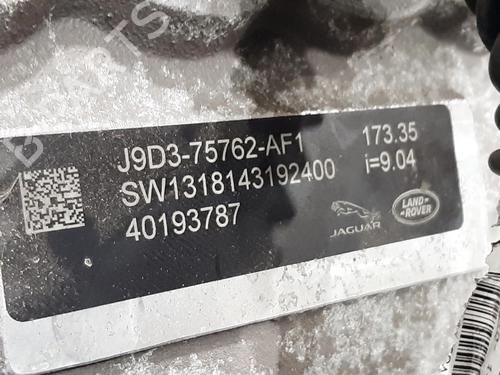 J9D3-75762-AF1 173.35
SW1318143192400 i=9.04
40193787
JAGUAR
LAND ROVER